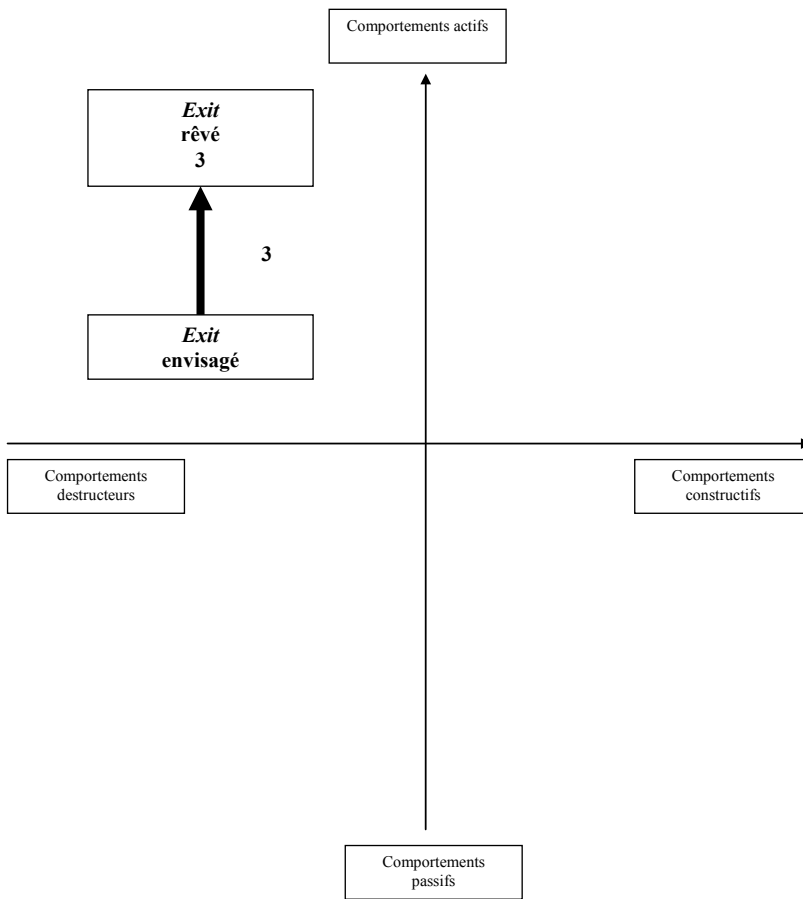 Comportements actifs
Exit
rêvé
3
3
Exit
envisagé
Comportements
destructeurs
Comportements
constructifs
Comportements
passifs